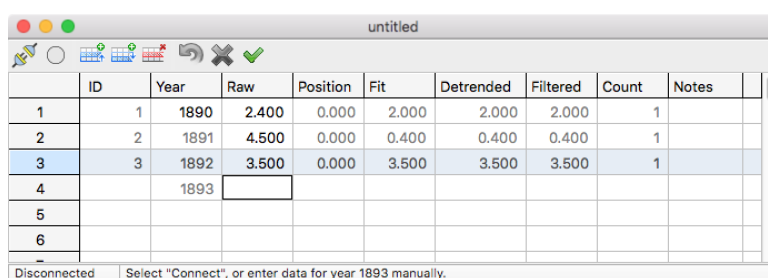 untitled
ID Year Raw Position Fit Detrended Filtered Count Notes
1 1 1890 2.400 0.000 2.000 2.000 2.000 1
2 2 1891 4.500 0.000 0.400 0.400 0.400 1
3 3 1892 3.500 0.000 3.500 3.500 3.500 1
4 1893
5
6
Disconnected Select "Connect", or enter data for year 1893 manually.